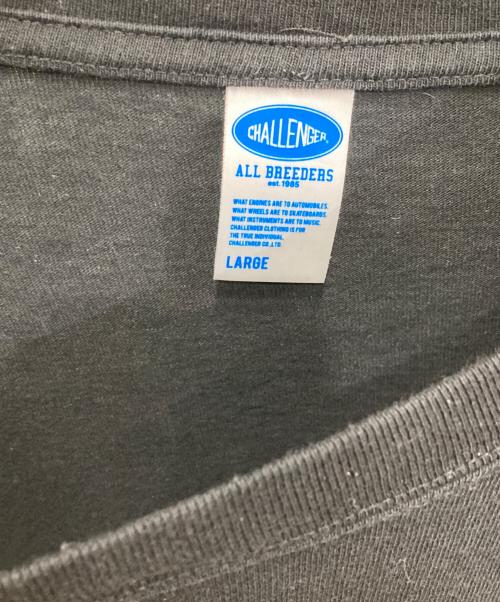 CHALLENGER
ALL BREEDERS
est. 1985
WHAT ENGINES ARE TO AUTOMOBILES.
WHAT WHEELS ARE TO SKATEBOARDS.
WHAT INSTRUMENTS ARE TO MUSIC.
CHALLENGER CLOTHING IS FOR
THE TRUE INDIVIDUAL.
CHALLENGER CO.,LTD.
LARGE